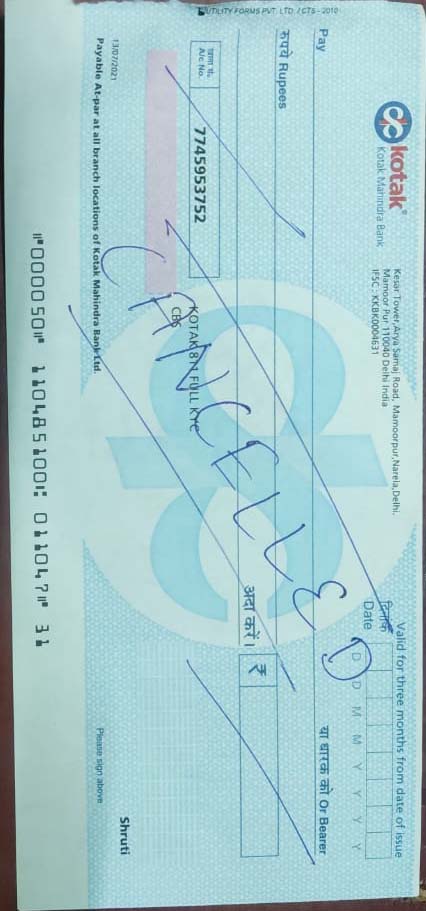 kotak®
Kotak Mahindra Bank
Kesar Tower,Arya Samaj Road, Mamoorpur,Narela,Delhi.
Mamoor Pur 110040 Delhi India
IFSC : KKBK0004631
Valid for three months from date of issue
दिनांक
Date
D D M M Y Y Y Y
Pay
या धारक को Or Bearer
रुपये Rupees
अदा करें। ₹
खाता सं.
A/c No.
7745953752
KOTAK 811 FULL KYC
CBS
CANCELLED
13/07/2021
Payable At-par at all branch locations of Kotak Mahindra Bank Ltd.
Shruti
Please sign above
⑈000050⑈ 110485100⑆ 011047⑈ 31
UTILITY FORMS PVT. LTD. / CTS - 2010